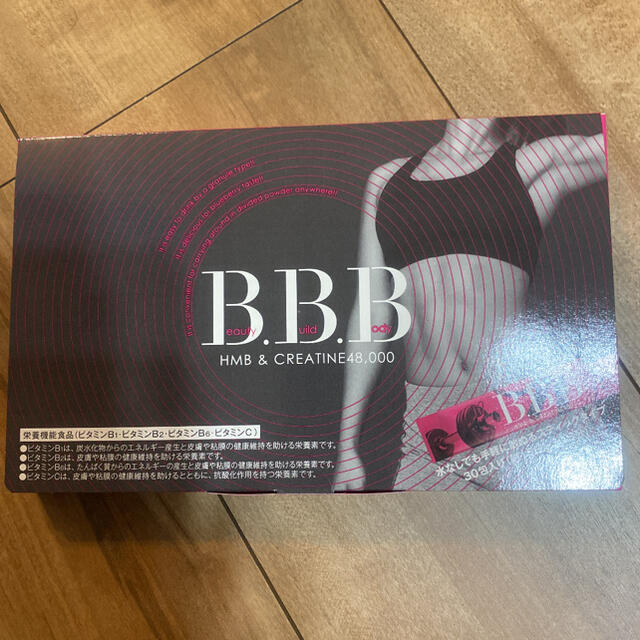 It is easy to drink by a granule type!!
It is delicious for blueberry taste!!
It is convenient for carrying around in divided powder anywhere!!
B.B.B
eauty uild ody
HMB & CREATINE48,000
栄養機能食品(ビタミンB1・ビタミンB2・ビタミンB6・ビタミンC)
●ビタミンB1は、炭水化物からのエネルギー産生と皮膚や粘膜の健康維持を助ける栄養素です。
●ビタミンB2は、皮膚や粘膜の健康維持を助ける栄養素です。
●ビタミンB6は、たんぱく質からのエネルギーの産生と皮膚や粘膜の健康維持を助ける栄養素です。
●ビタミンCは、皮膚や粘膜の健康維持を助けるとともに、抗酸化作用を持つ栄養素です。
水なしでも
30包入り